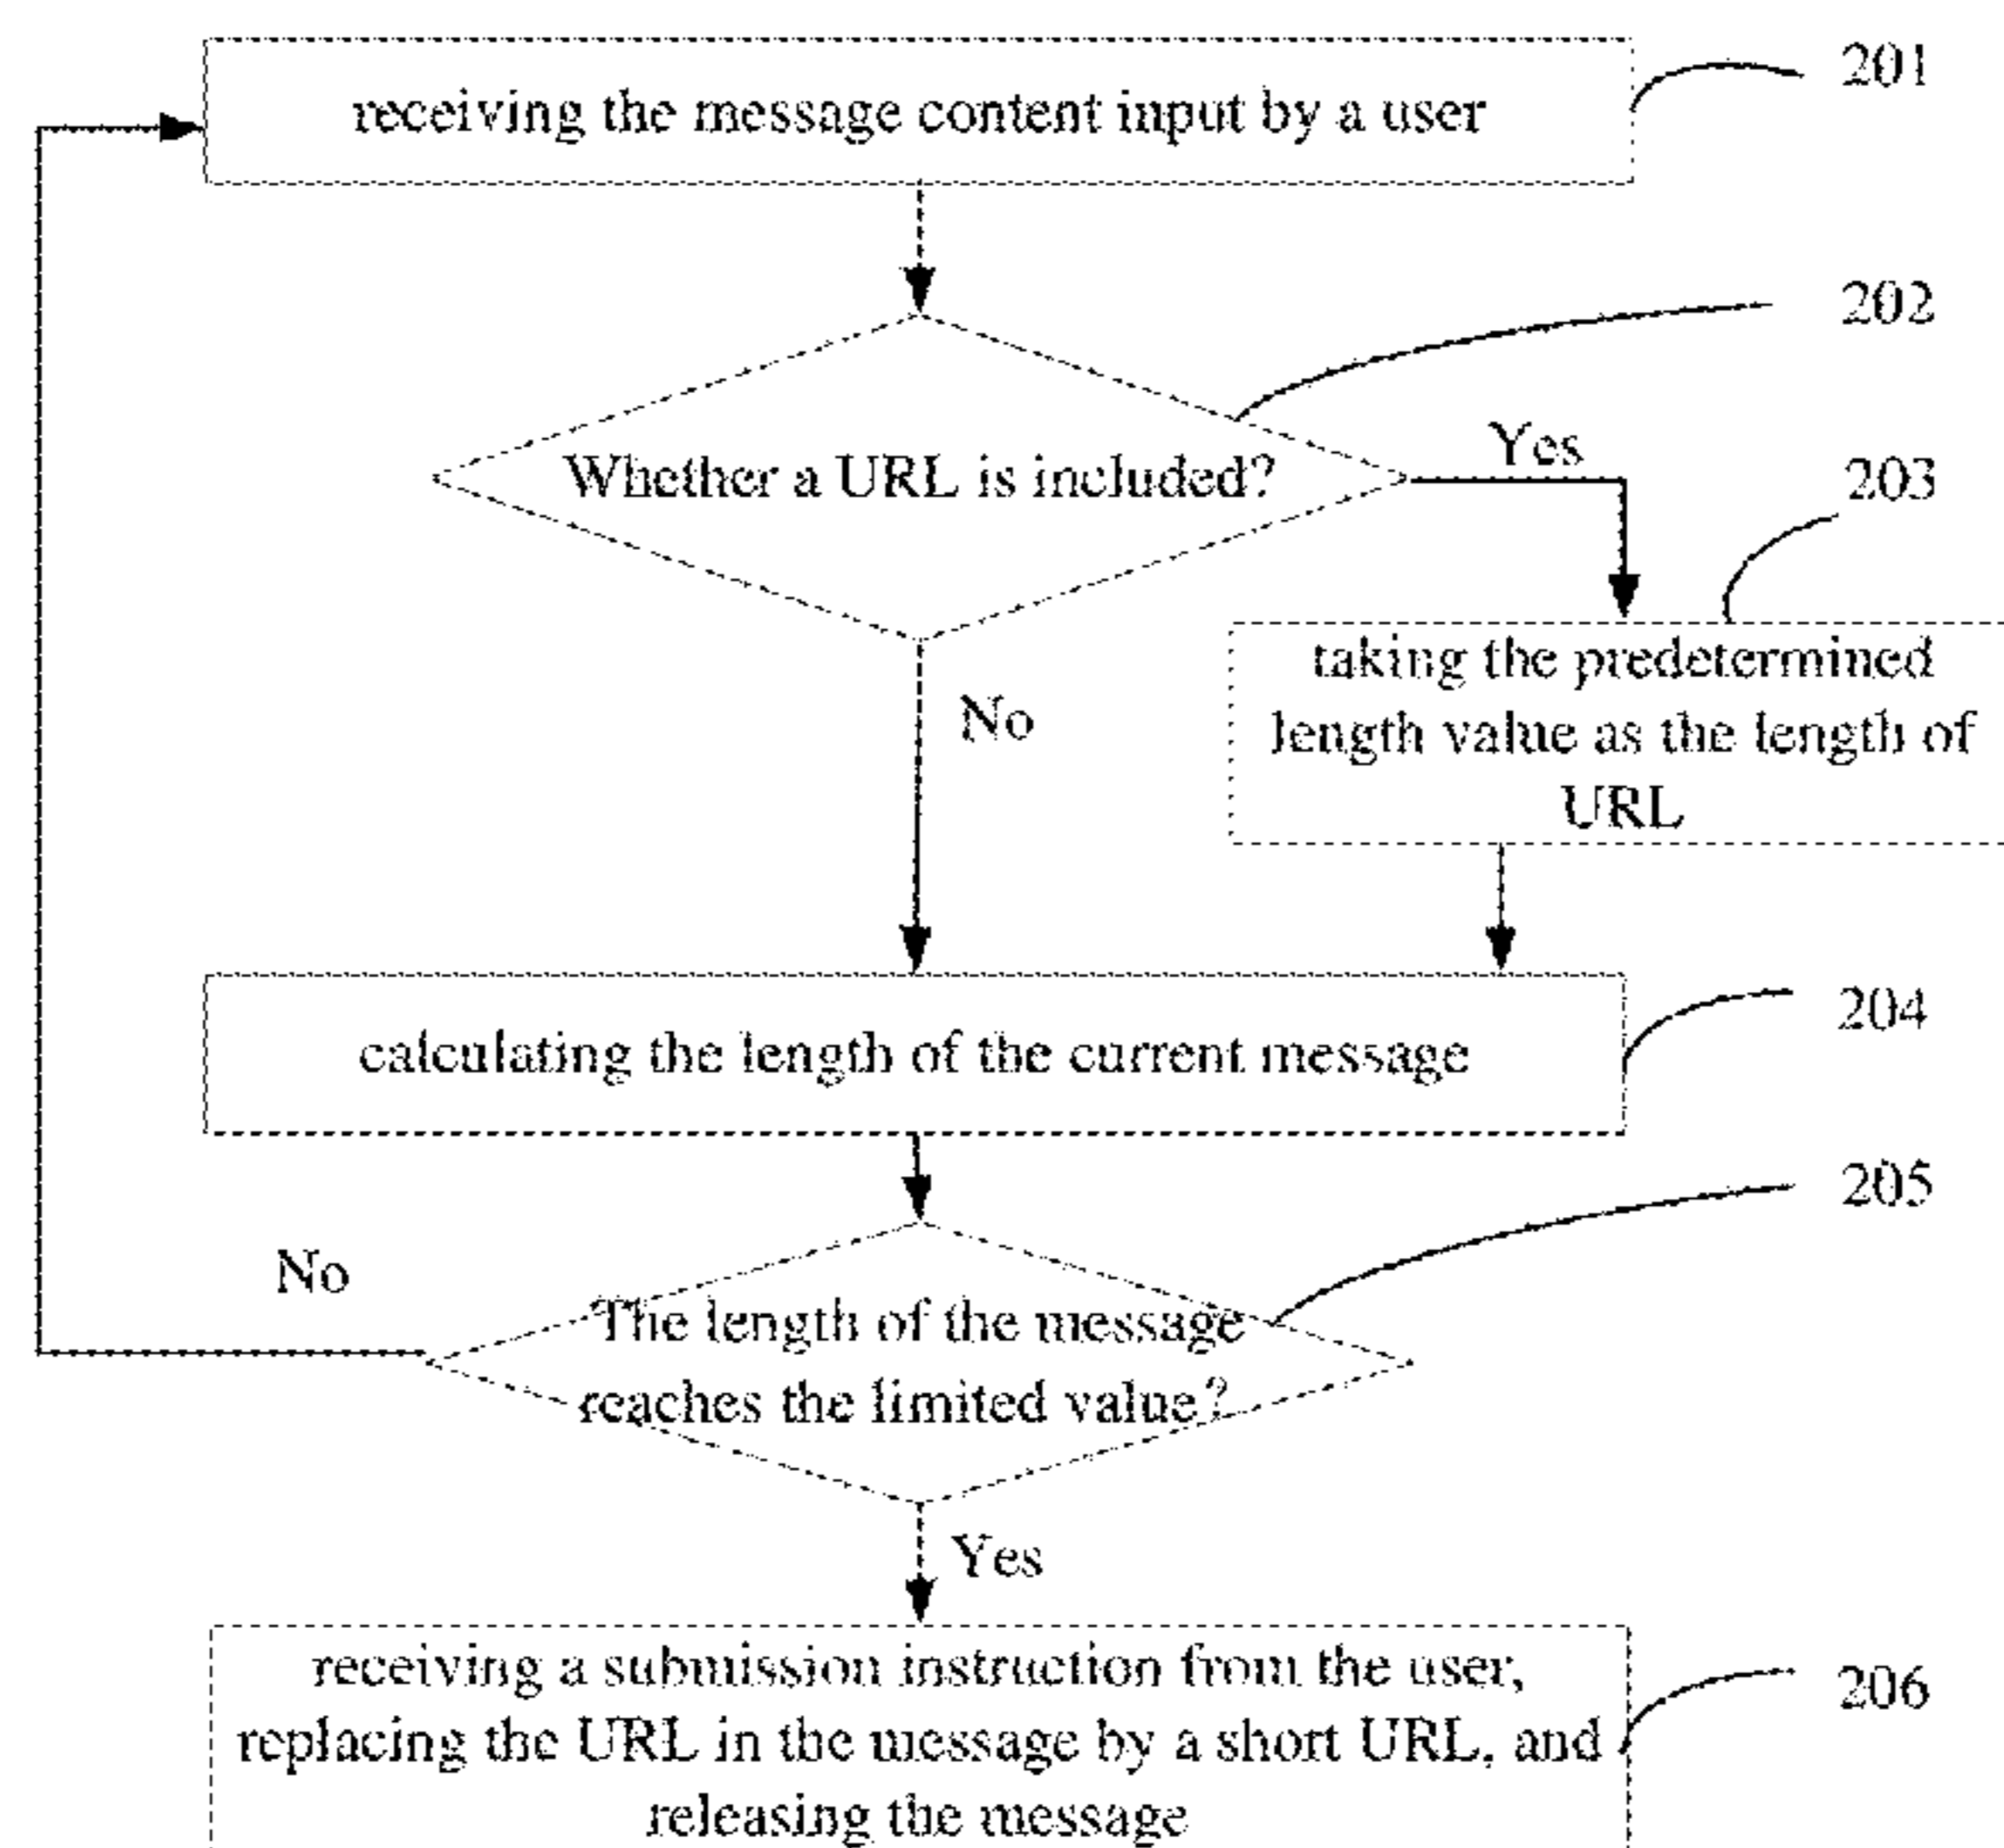 receiving the message content input by a user
201
202
Whether a URL is included?
Yes
203
taking the predetermined
length value as the length of
URL
No
calculating the length of the current message
204
205
No
The length of the message
reaches the limited value?
Yes
receiving a submission instruction from the user,
replacing the URL in the message by a short URL, and
releasing the message
206